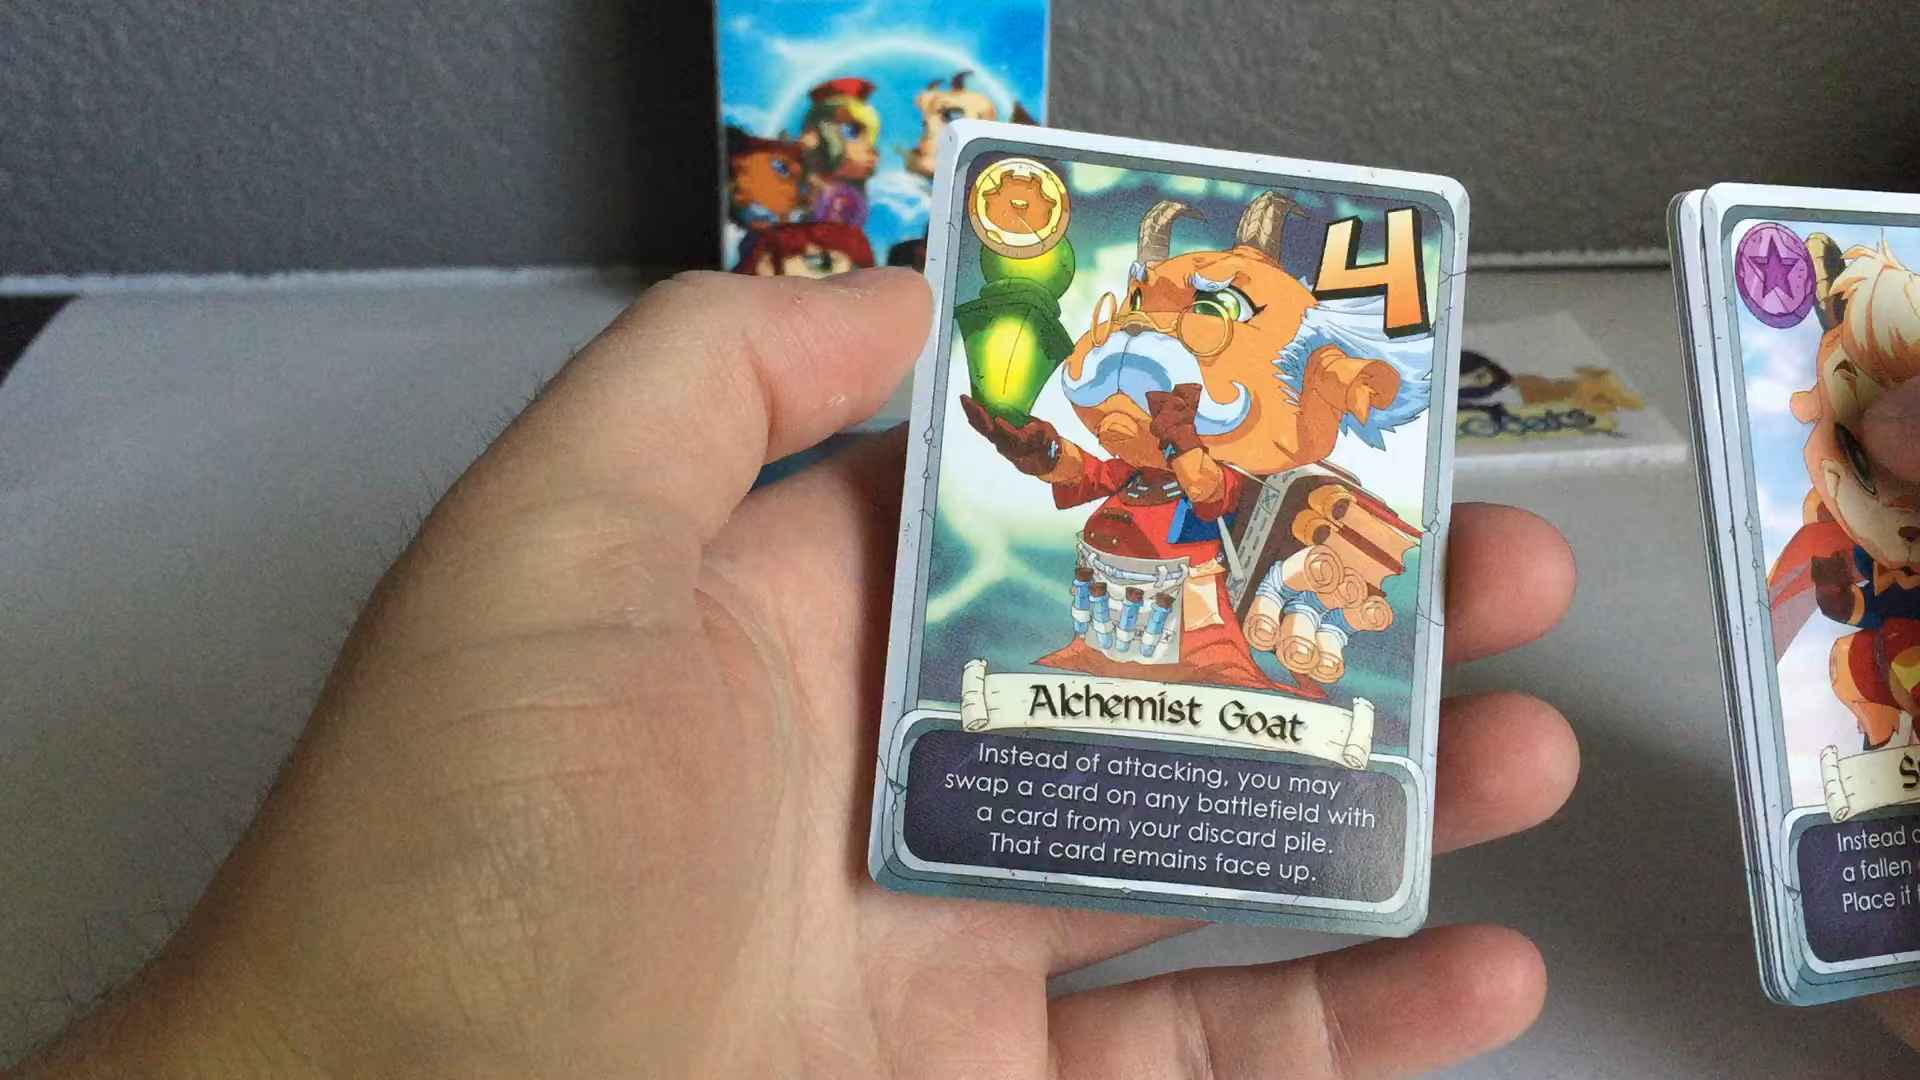 4
Alchemist Goat
Instead of attacking, you may
swap a card on any battlefield with
a card from your discard pile.
That card remains face up.
Instead
a fallen
Place it